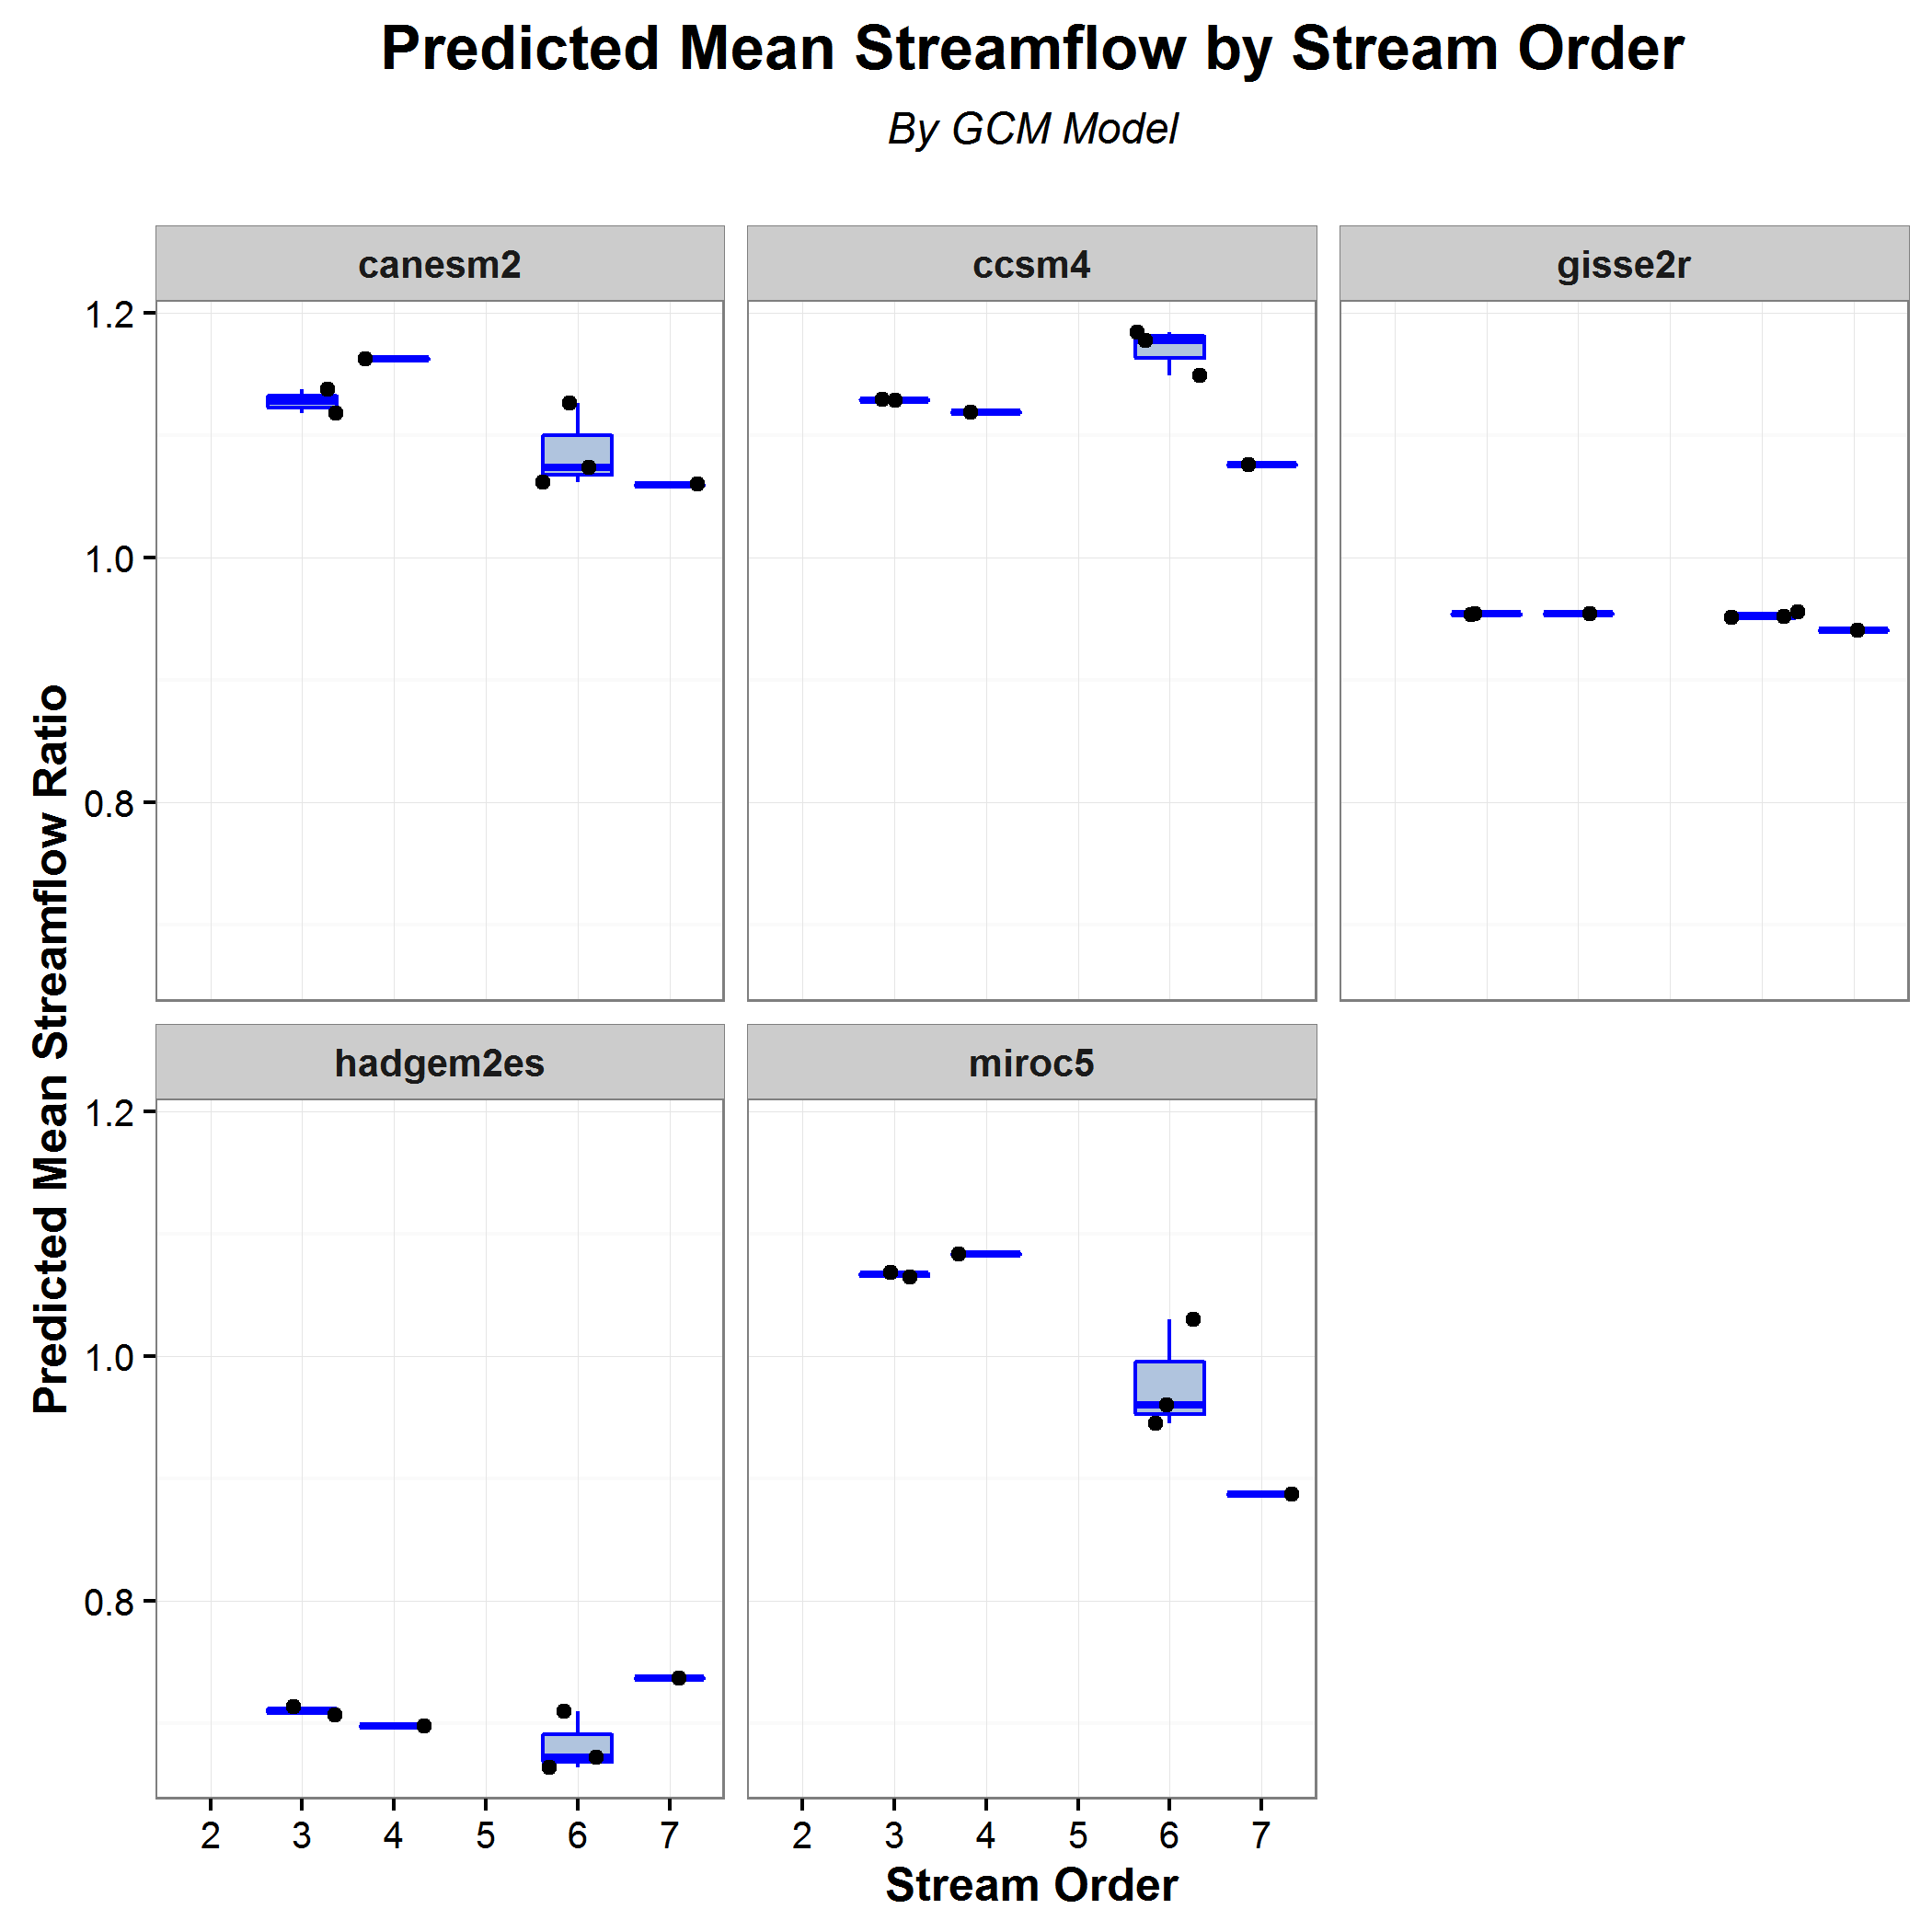 Predicted Mean Streamflow by Stream Order
By GCM Model
canesm2
ccsm4
gisse2r
1.2
1.0
0.8
Predicted Mean Streamflow Ratio
hadgem2es
miroc5
1.2
1.0
0.8
2 3 4 5 6 7
2 3 4 5 6 7
Stream Order